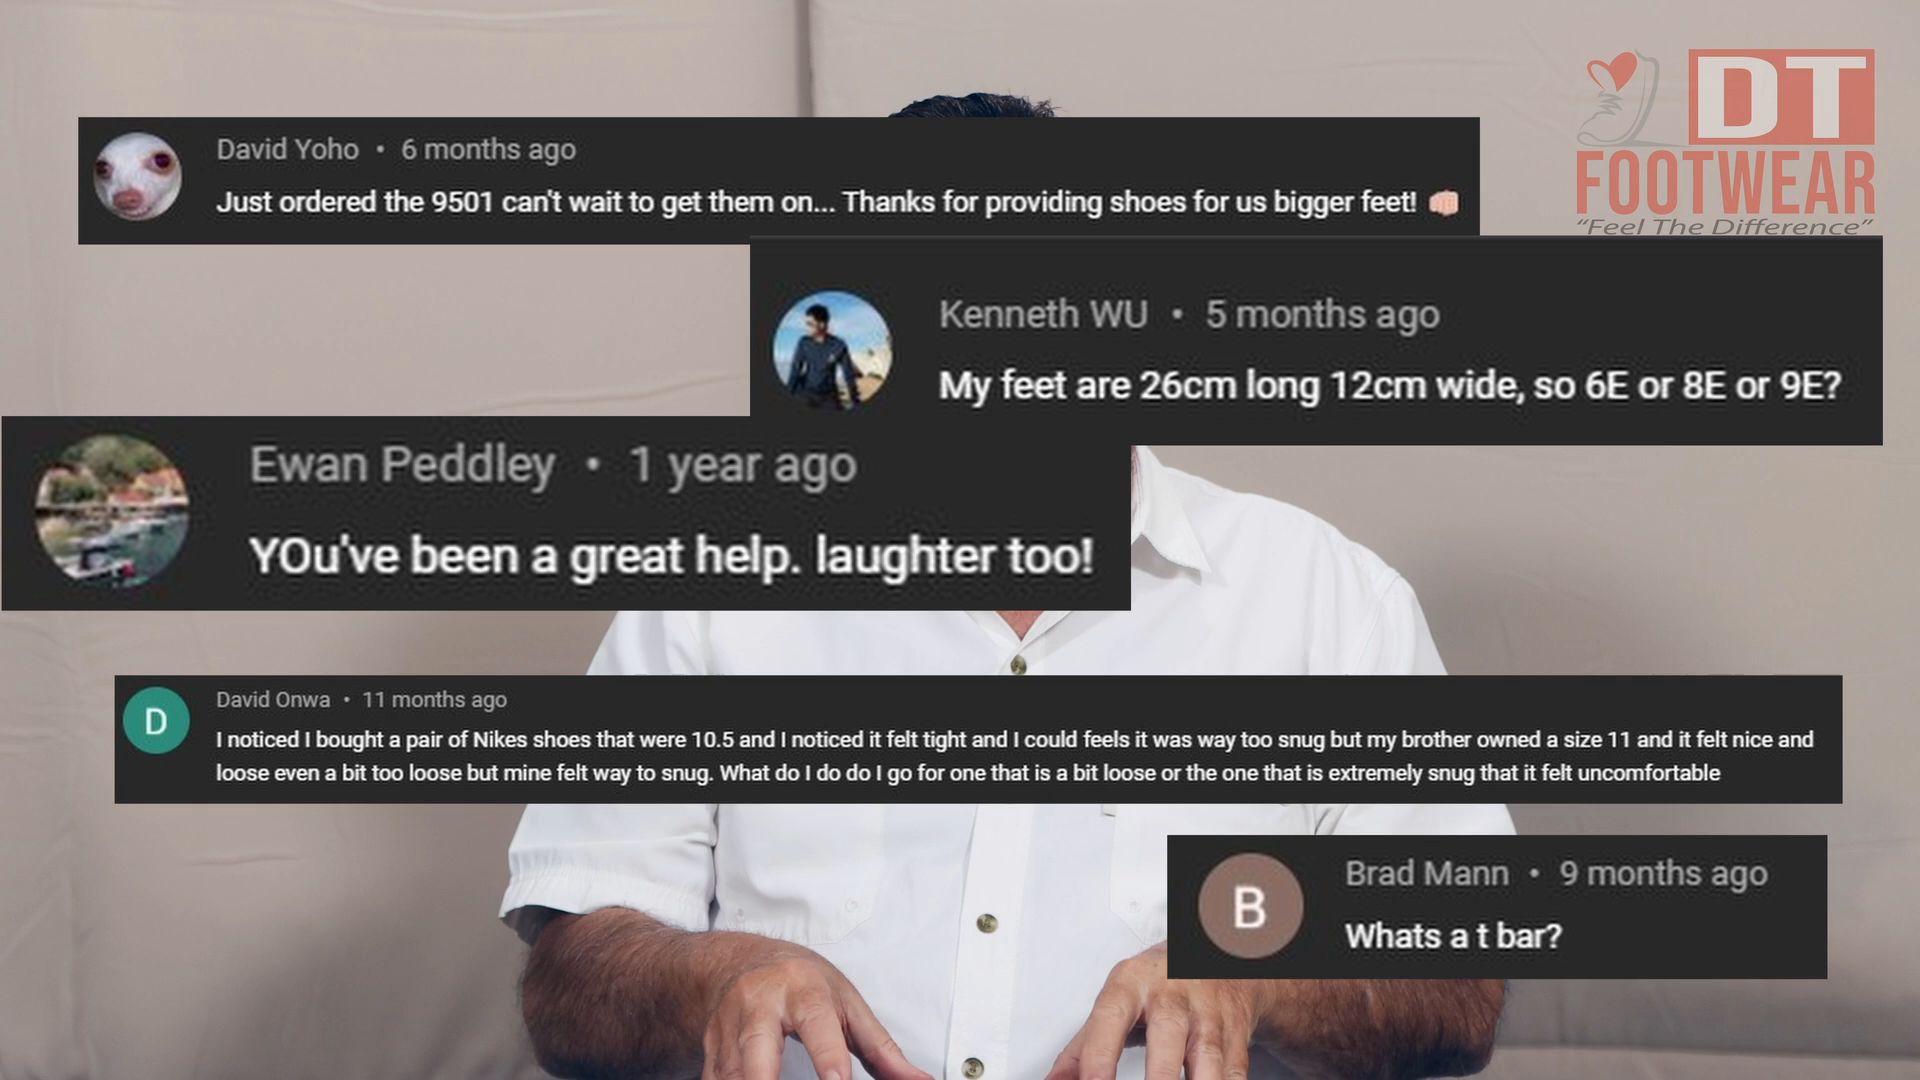 DT
FOOTWEAR
“Feel The Difference”
David Yoho • 6 months ago
Just ordered the 9501 can't wait to get them on... Thanks for providing shoes for us bigger feet! 👊🏻
Kenneth WU • 5 months ago
My feet are 26cm long 12cm wide, so 6E or 8E or 9E?
Ewan Peddley • 1 year ago
YOu've been a great help. laughter too!
D
David Onwa • 11 months ago
I noticed I bought a pair of Nikes shoes that were 10.5 and I noticed it felt tight and I could feels it was way too snug but my brother owned a size 11 and it felt nice and
loose even a bit too loose but mine felt way to snug. What do I do do I go for one that is a bit loose or the one that is extremely snug that it felt uncomfortable
B
Brad Mann • 9 months ago
Whats a t bar?